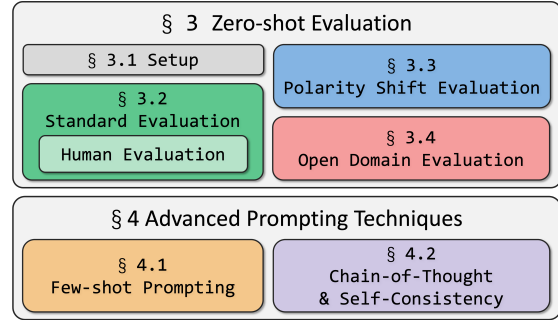 § 3 Zero-shot Evaluation
§ 3.1 Setup
§ 3.2
Standard Evaluation
Human Evaluation
§ 3.3
Polarity Shift Evaluation
§ 3.4
Open Domain Evaluation
§ 4 Advanced Prompting Techniques
§ 4.1
Few-shot Prompting
§ 4.2
Chain-of-Thought
& Self-Consistency